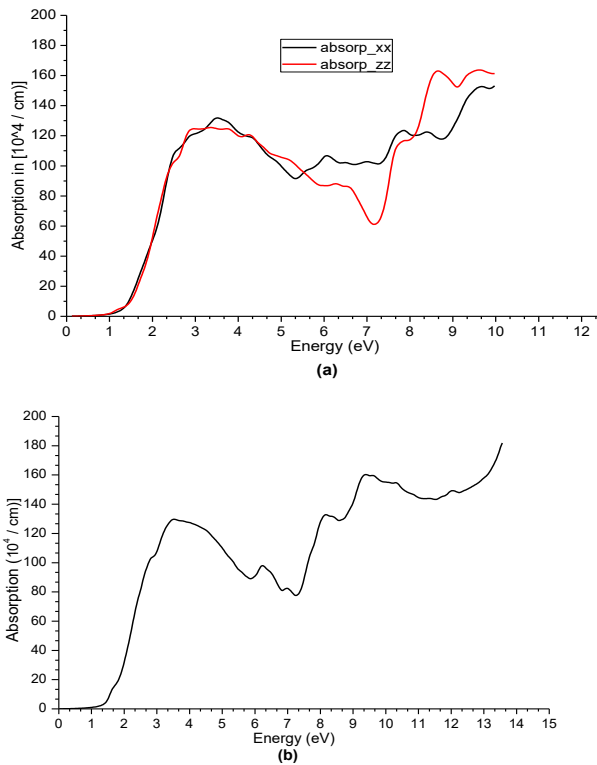 200
180
160
140
120
100
80
60
40
20
0
Absorption in [10^4 / cm)]
absorp_xx
absorp_zz
0 1 2 3 4 5 6 7 8 9 10 11 12
Energy (eV)
(a)
200
180
160
140
120
100
80
60
40
20
0
Absorption (10^4 / cm)]
0 1 2 3 4 5 6 7 8 9 10 11 12 13 14 15
Energy (eV)
(b)